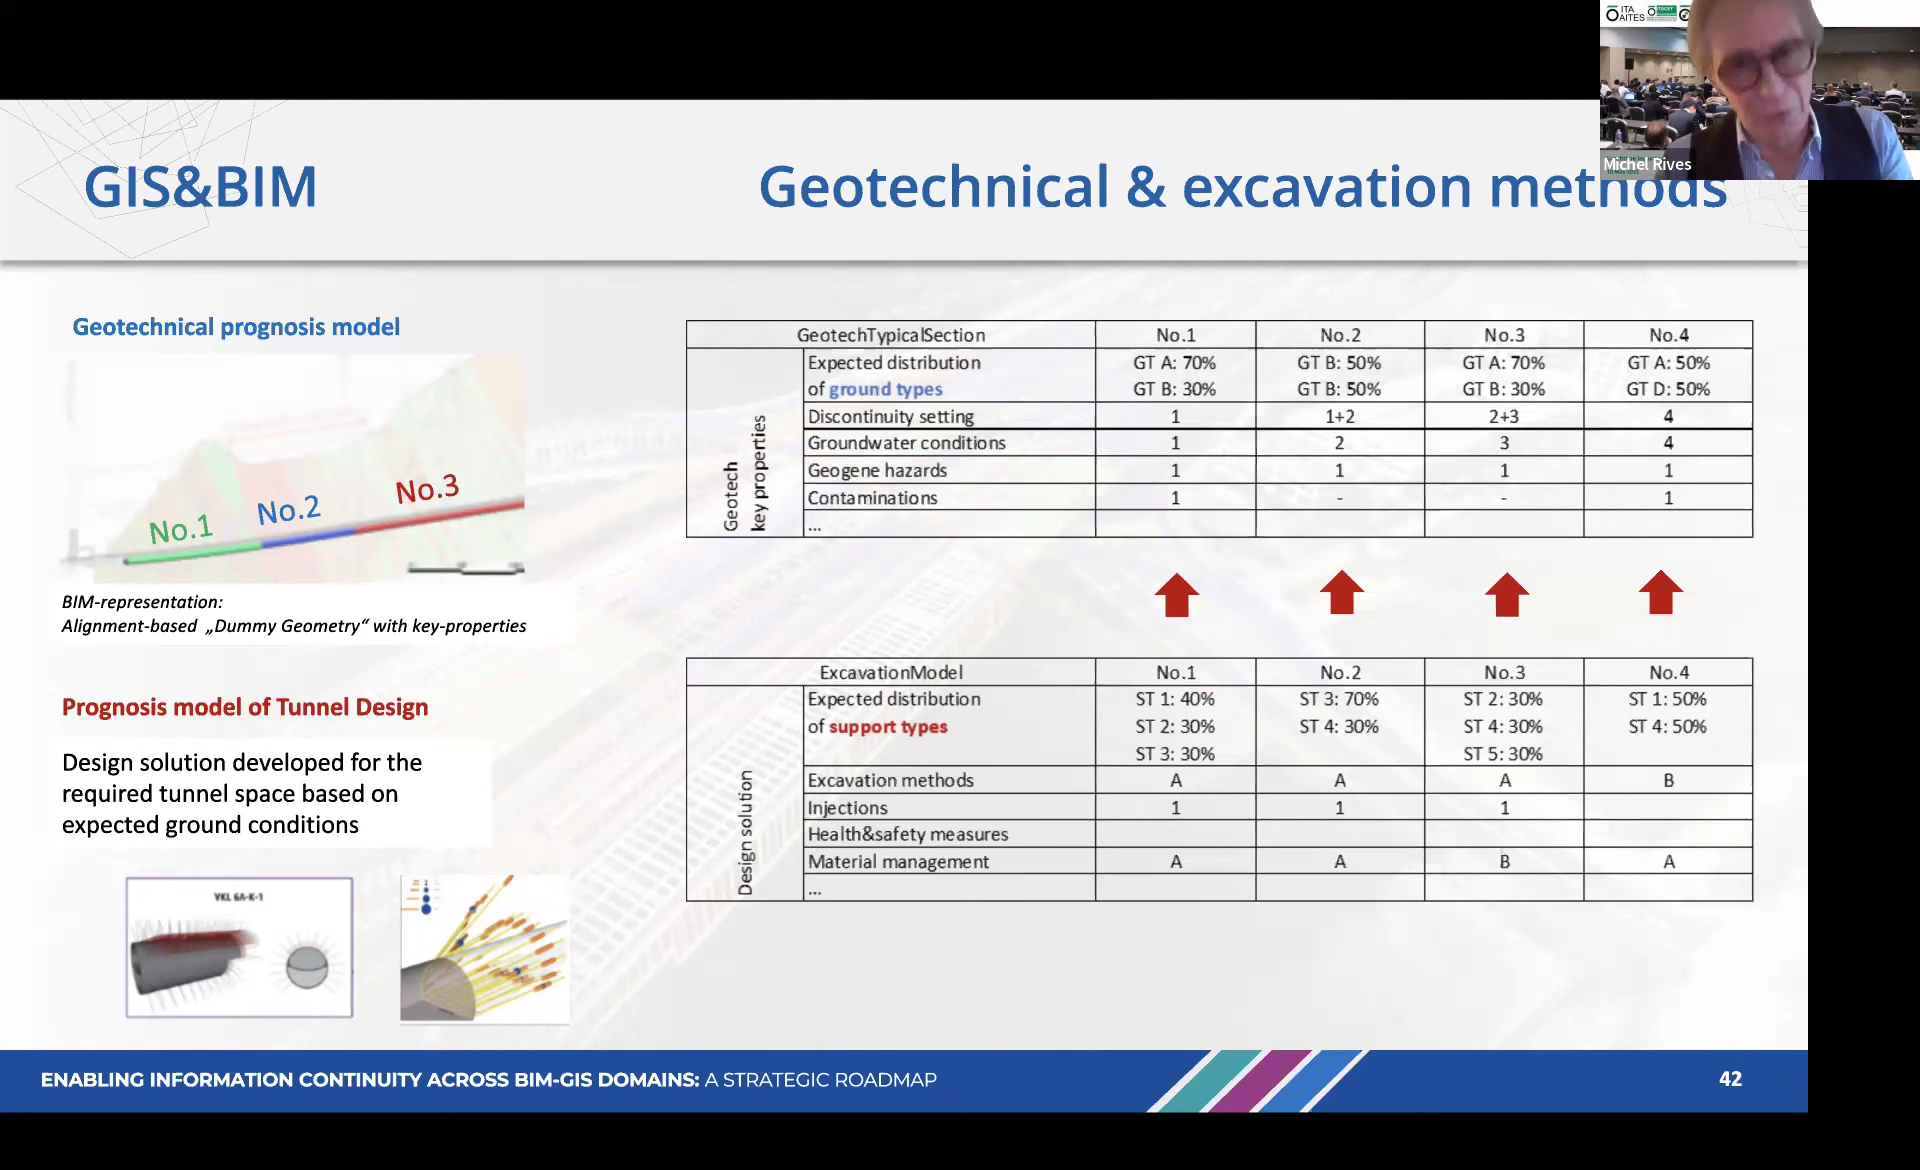 ITA
AITES
Michel Rives
GIS&BIM
Geotechnical & excavation methods
Geotechnical prognosis model
No.1
No.2
No.3
BIM-representation:
Alignment-based „Dummy Geometry“ with key-properties
Prognosis model of Tunnel Design
Design solution developed for the
required tunnel space based on
expected ground conditions
VKL 6A-K-1
GeotechTypicalSection No.1 No.2 No.3 No.4
Geotech
key properties
Expected distribution GT A: 70% GT B: 50% GT A: 70% GT A: 50%
of ground types GT B: 30% GT B: 50% GT B: 30% GT D: 50%
Discontinuity setting 1 1+2 2+3 4
Groundwater conditions 1 2 3 4
Geogene hazards 1 1 1 1
Contaminations 1 - - 1
...
ExcavationModel No.1 No.2 No.3 No.4
Design solution
Expected distribution ST 1: 40% ST 3: 70% ST 2: 30% ST 1: 50%
of support types ST 2: 30% ST 4: 30% ST 4: 30% ST 4: 50%
ST 3: 30% ST 5: 30%
Excavation methods A A A B
Injections 1 1 1
Health&safety measures
Material management A A B A
...
ENABLING INFORMATION CONTINUITY ACROSS BIM-GIS DOMAINS: A STRATEGIC ROADMAP
42